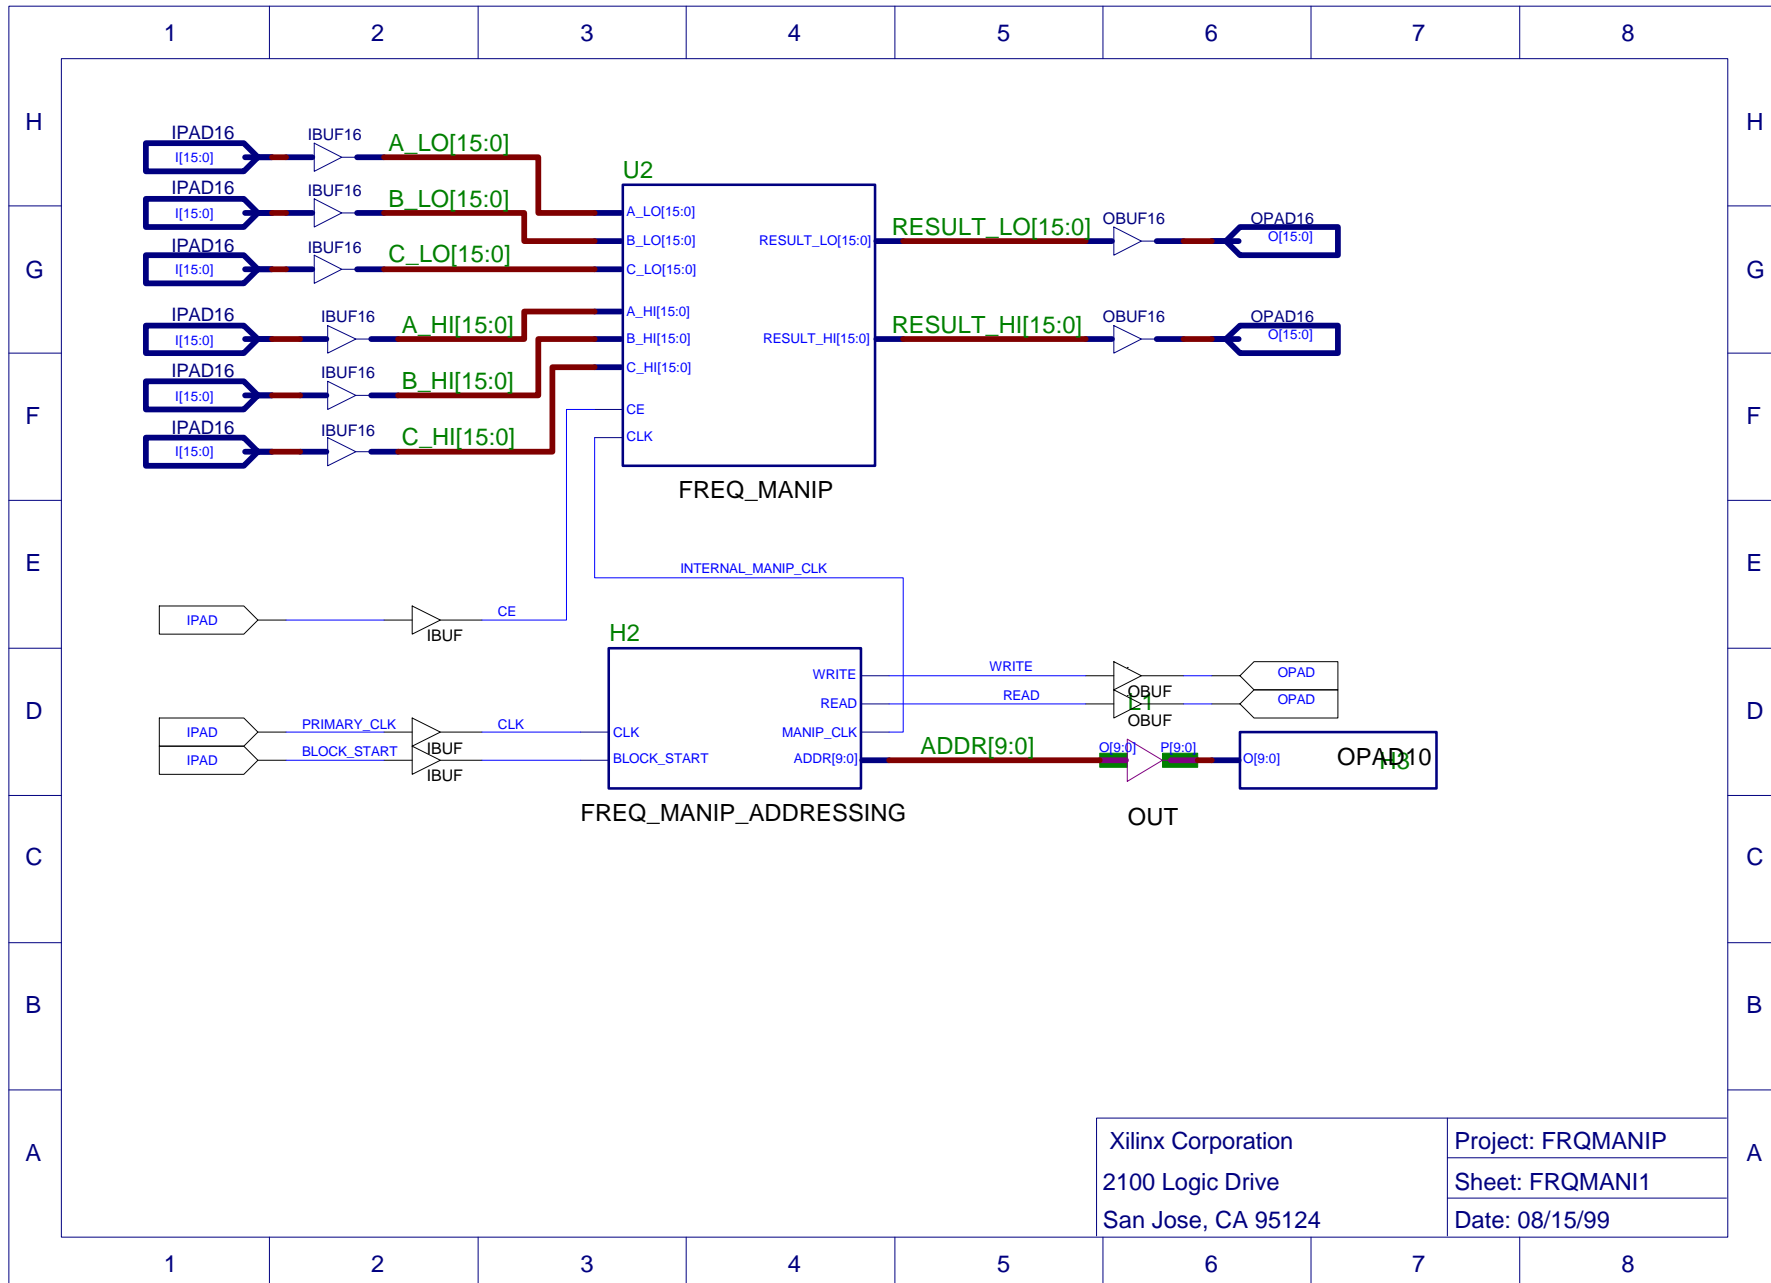 1 2 3 4 5 6 7 8
H H
IPAD16 IBUF16 A_LO[15:0]
I[15:0]
U2
IPAD16 IBUF16 B_LO[15:0]
I[15:0] A_LO[15:0]
OBUF16 OPAD16
B_LO[15:0] RESULT_LO[15:0] RESULT_LO[15:0] O[15:0]
IPAD16 IBUF16 C_LO[15:0]
I[15:0] C_LO[15:0]
G G
IPAD16 IBUF16 A_HI[15:0] A_HI[15:0]
RESULT_HI[15:0] OBUF16 OPAD16
I[15:0] B_HI[15:0] RESULT_HI[15:0] O[15:0]
IPAD16 IBUF16 B_HI[15:0] C_HI[15:0]
I[15:0]
F CE F
IPAD16 IBUF16 C_HI[15:0] CLK
I[15:0]
FREQ_MANIP
E E
INTERNAL_MANIP_CLK
IPAD IBUF CE
H2
WRITE WRITE OBUF OPAD
READ READ L1 OBUF OPAD
D D
IPAD PRIMARY_CLK IBUF CLK CLK MANIP_CLK
IPAD BLOCK_START IBUF BLOCK_START ADDR[9:0] ADDR[9:0] O[9:0] P[9:0] O[9:0] OPAD10 H3
FREQ_MANIP_ADDRESSING OUT
C C
B B
A A
Xilinx Corporation Project: FRQMANIP
2100 Logic Drive Sheet: FRQMANI1
San Jose, CA 95124 Date: 08/15/99
1 2 3 4 5 6 7 8